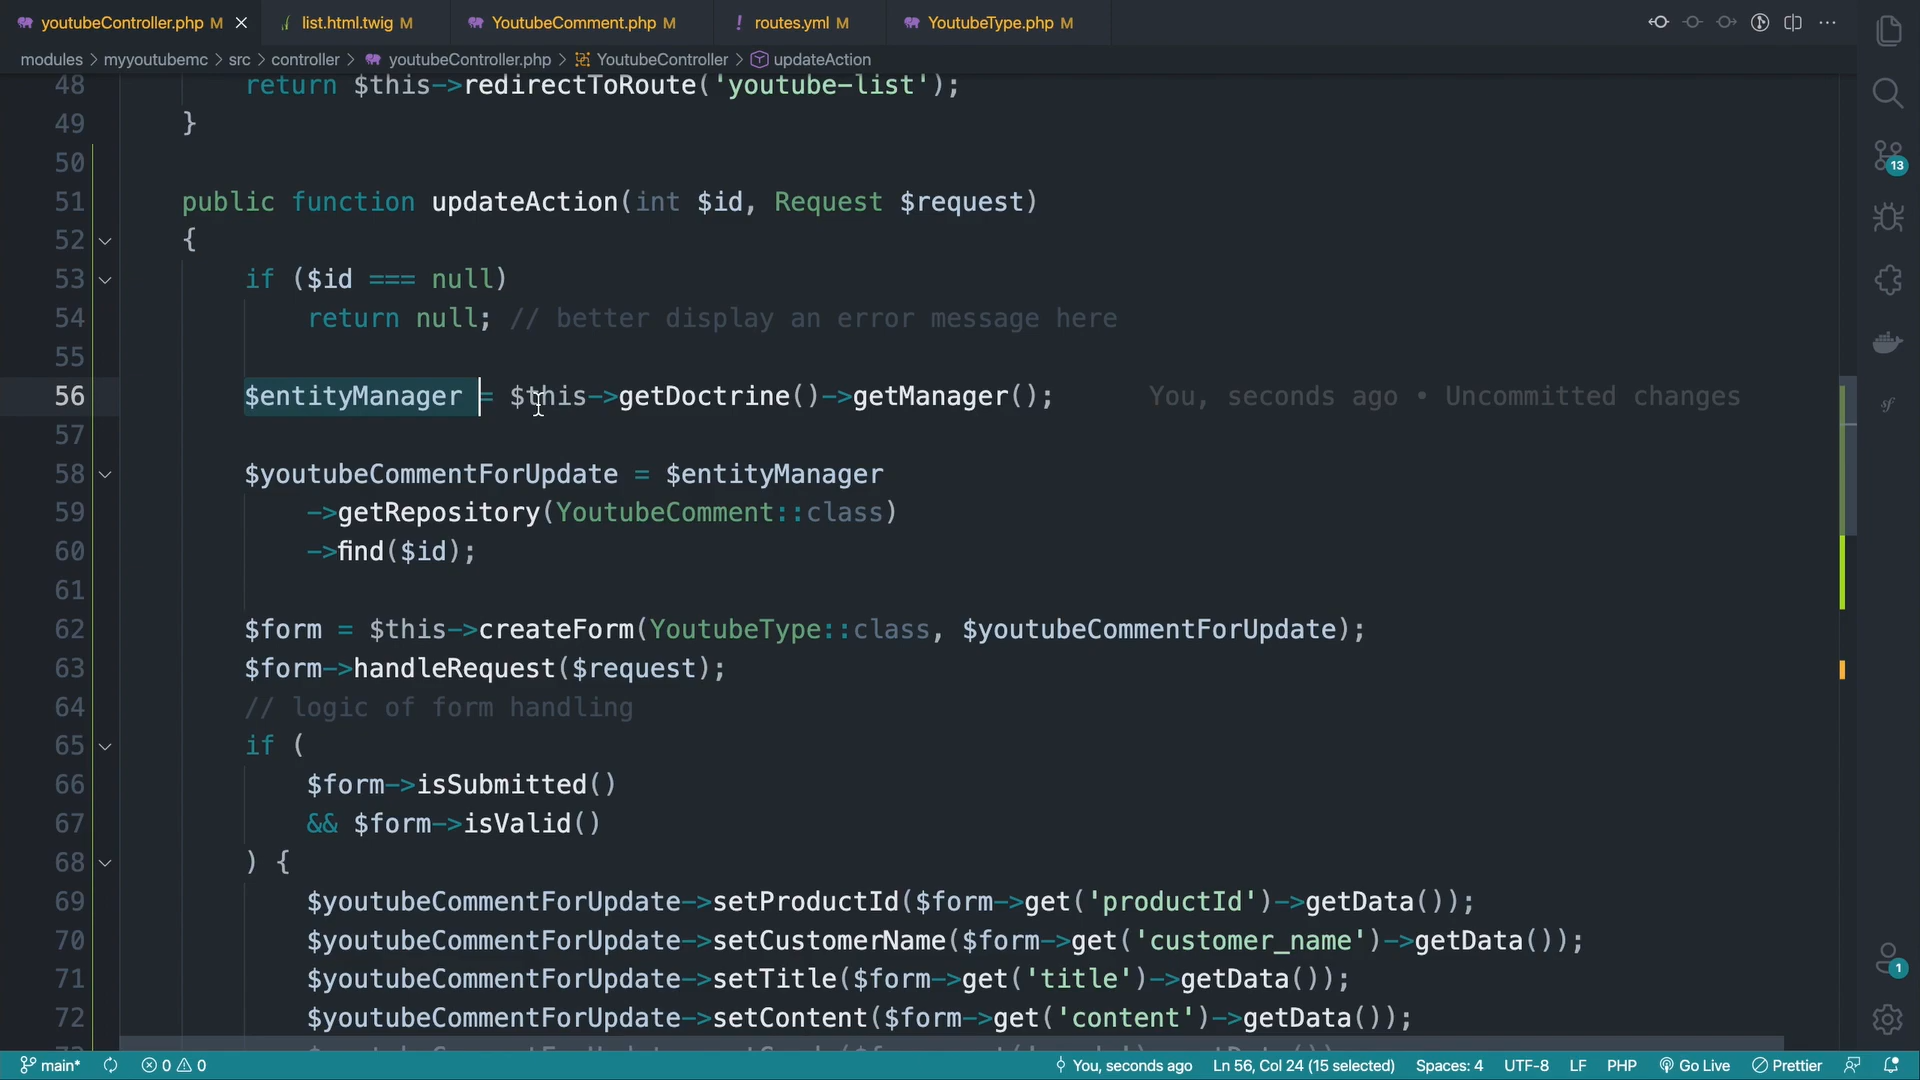 youtubeController.php M
list.html.twig M
YoutubeComment.php M
! routes.yml M
YoutubeType.php M
modules > myyoutubemc > src > controller > youtubeController.php > YoutubeController > updateAction
48 return $this->redirectToRoute('youtube-list');
49 }
50
51 public function updateAction(int $id, Request $request)
52 {
53 if ($id === null)
54 return null; // better display an error message here
55
56 $entityManager = $this->getDoctrine()->getManager(); You, seconds ago • Uncommitted changes
57
58 $youtubeCommentForUpdate = $entityManager
59 ->getRepository(YoutubeComment::class)
60 ->find($id);
61
62 $form = $this->createForm(YoutubeType::class, $youtubeCommentForUpdate);
63 $form->handleRequest($request);
64 // logic of form handling
65 if (
66 $form->isSubmitted()
67 && $form->isValid()
68 ) {
69 $youtubeCommentForUpdate->setProductId($form->get('productId')->getData());
70 $youtubeCommentForUpdate->setCustomerName($form->get('customer_name')->getData());
71 $youtubeCommentForUpdate->setTitle($form->get('title')->getData());
72 $youtubeCommentForUpdate->setContent($form->get('content')->getData());
13
sf
1
main* 0 0 You, seconds ago Ln 56, Col 24 (15 selected) Spaces: 4 UTF-8 LF PHP Go Live Prettier